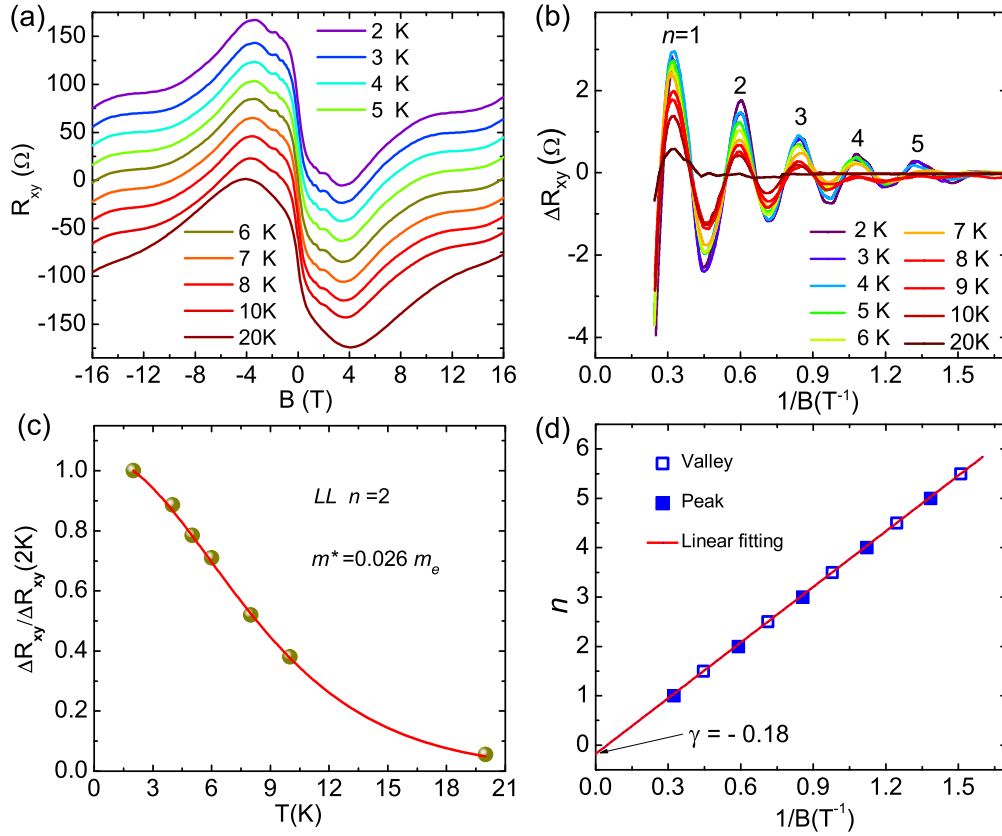 (a)
R_xy (Ω)
150
100
50
0
-50
-100
-150
2 K
3 K
4 K
5 K
6 K
7 K
8 K
10K
20K
-16
-12
-8
-4
0
4
8
12
16
B (T)
(b)
ΔR_xy (Ω)
2
0
-2
-4
n=1
2
3
4
5
2 K
3 K
4 K
5 K
6 K
7 K
8 K
9 K
10K
20K
0.0
0.3
0.6
0.9
1.2
1.5
1/B(T⁻¹)
(c)
ΔR_xy/ΔR_xy(2K)
1.0
0.8
0.6
0.4
0.2
0.0
LL n=2
m*=0.026 m_e
0
3
6
9
12
15
18
21
T(K)
(d)
n
6
5
4
3
2
1
0
Valley
Peak
Linear fitting
γ = - 0.18
0.0
0.3
0.6
0.9
1.2
1.5
1/B(T⁻¹)